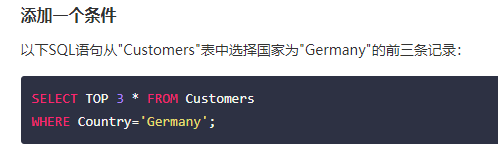 添加一个条件
以下SQL语句从"Customers"表中选择国家为"Germany"的前三条记录：
SELECT TOP 3 * FROM Customers
WHERE Country='Germany';